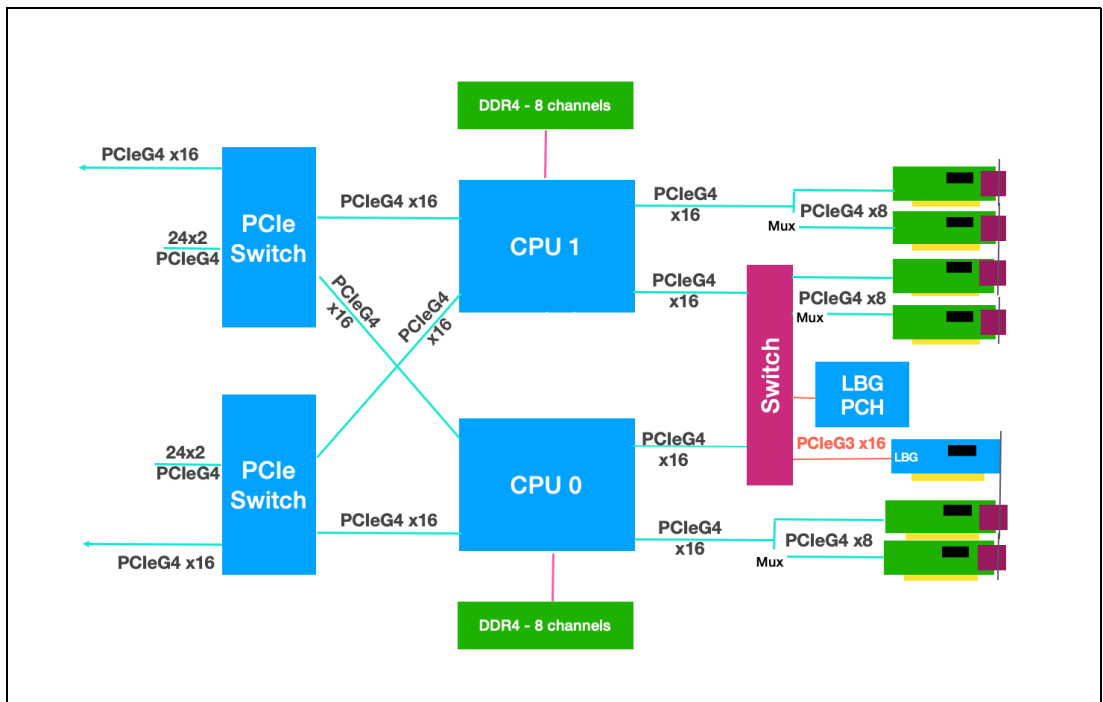 DDR4 - 8 channels
PCIeG4 x16
PCIe
Switch
24x2
PCIeG4
PCIeG4 x16
PCIeG4
x16
PCIeG4
x16
CPU 1
PCIeG4
x16
Mux
PCIeG4 x8
PCIeG4
x16
PCIeG4 x8
Mux
Switch
LBG
PCH
PCIeG3 x16
LBG
PCIe
Switch
24x2
PCIeG4
PCIeG4 x16
PCIeG4 x16
CPU 0
PCIeG4
x16
PCIeG4
x16
PCIeG4 x8
Mux
DDR4 - 8 channels